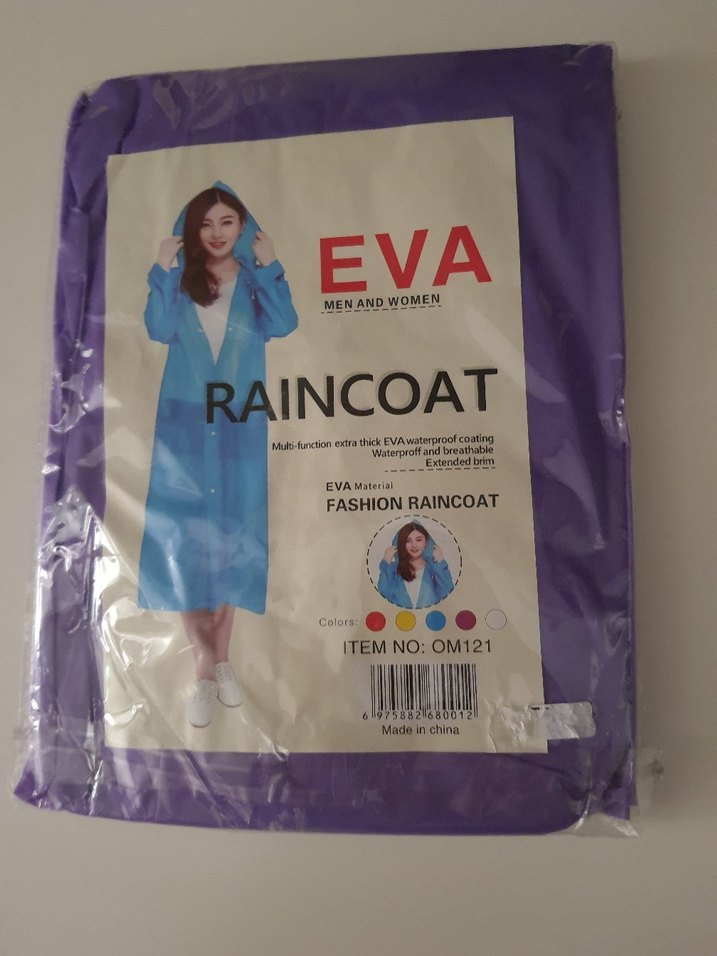 EVA
MEN AND WOMEN
RAINCOAT
Multi-function extra thick EVA waterproof coating
Waterproff and breathable
Extended brim
EVA Material
FASHION RAINCOAT
Colors:
ITEM NO: OM121
6 975882 680012
Made in china